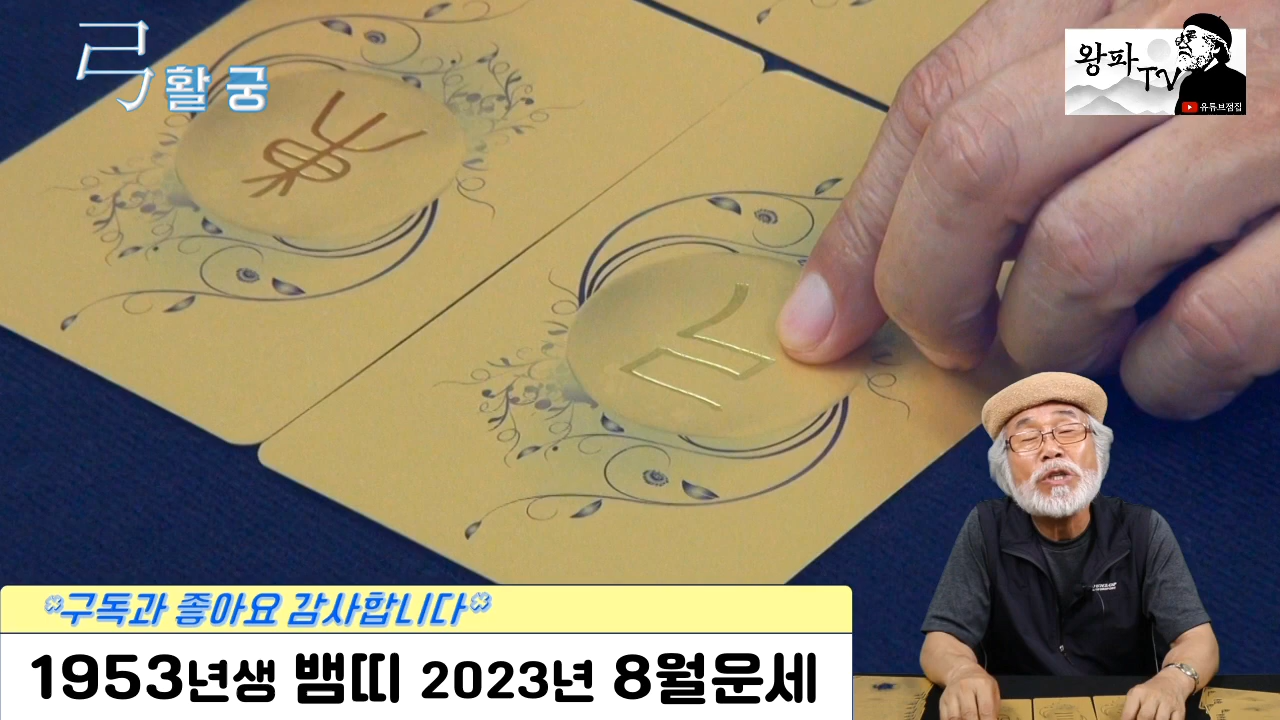 弓 활 궁
왕파TV
유튜브점집
구독과 좋아요 감사합니다
1953년생 뱀띠 2023년 8월운세